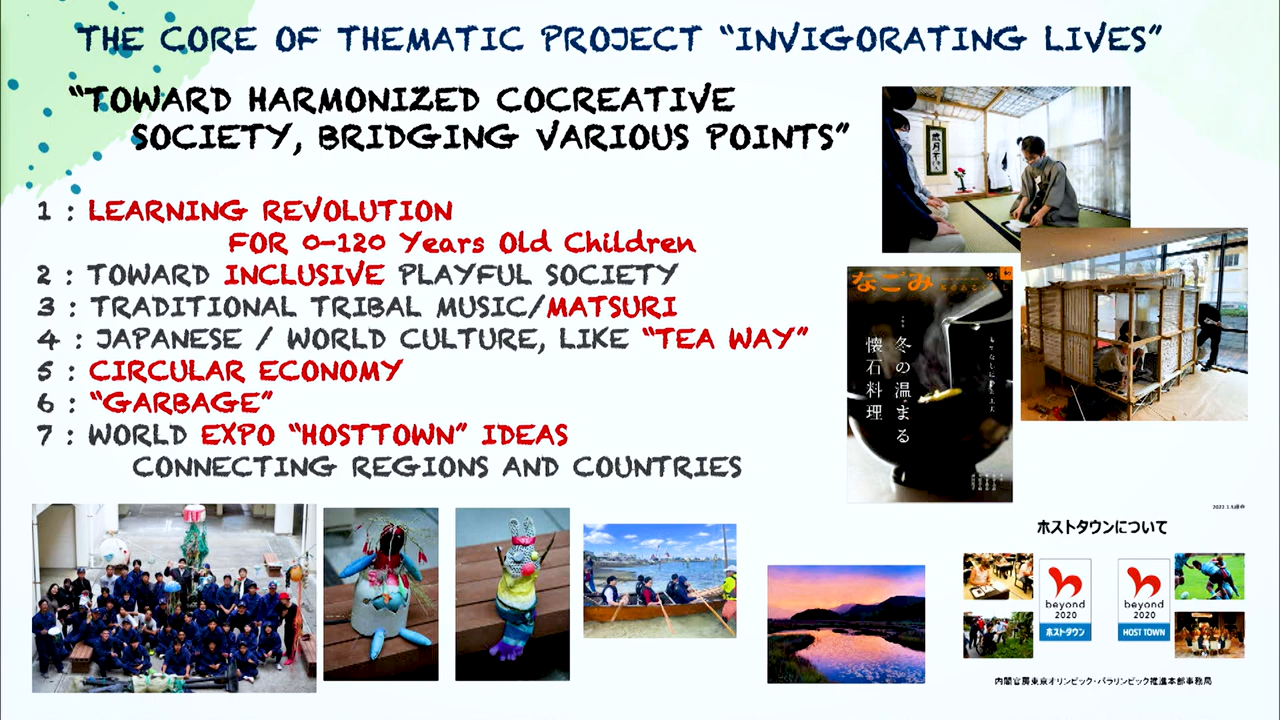 THE CORE OF THEMATIC PROJECT “INVIGORATING LIVES”
“TOWARD HARMONIZED COCREATIVE
SOCIETY, BRIDGING VARIOUS POINTS”
1 : LEARNING REVOLUTION
FOR 0-120 Years Old Children
2 : TOWARD INCLUSIVE PLAYFUL SOCIETY
3 : TRADITIONAL TRIBAL MUSIC/MATSURI
4 : JAPANESE / WORLD CULTURE, LIKE “TEA WAY”
5 : CIRCULAR ECONOMY
6 : “GARBAGE”
7 : WORLD EXPO “HOSTTOWN” IDEAS
CONNECTING REGIONS AND COUNTRIES
なごみ
冬の温まる
懐石料理
ホストタウンについて
beyond
2020
ホストタウン
beyond
2020
HOST TOWN
内閣官房東京オリンピック・パラリンピック推進本部事務局